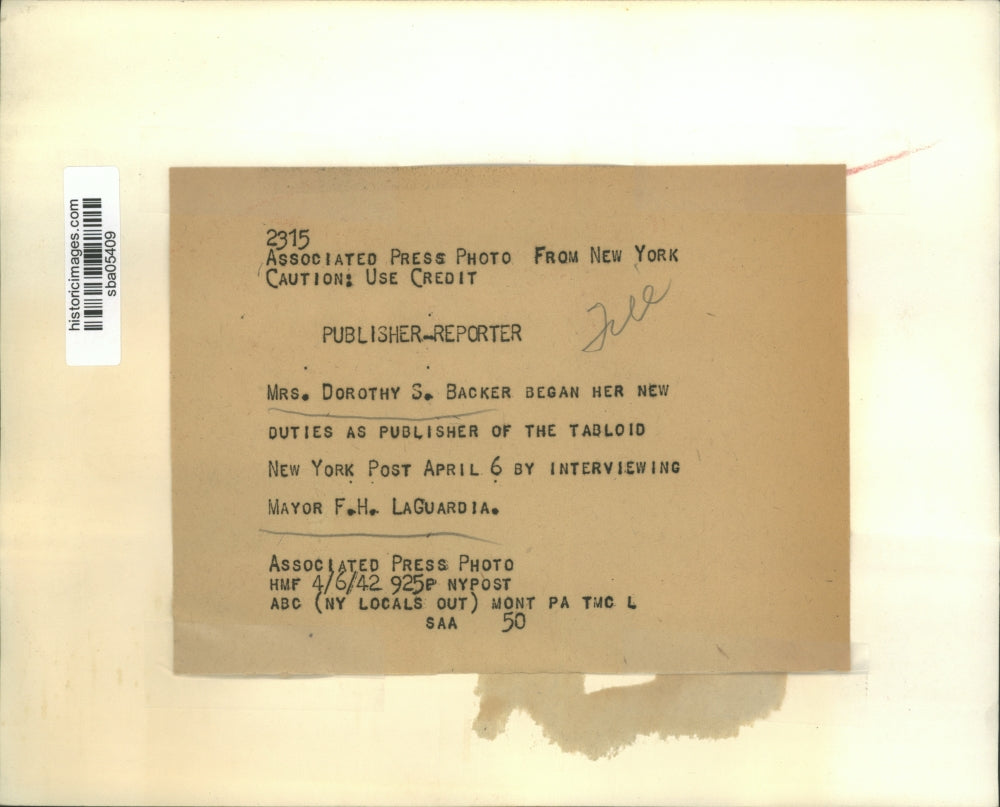 historicimages.com
sba05409
2315
ASSOCIATED PRESS PHOTO FROM NEW YORK
CAUTION: USE CREDIT
PUBLISHER-REPORTER
MRS. DOROTHY S. BACKER BEGAN HER NEW
DUTIES AS PUBLISHER OF THE TABLOID
NEW YORK POST APRIL 6 BY INTERVIEWING
MAYOR F.H. LAGUARDIA.
ASSOCIATED PRESS PHOTO
HMF 4/6/42 925P NYPOST
ABC (NY LOCALS OUT) MONT PA TMC L
SAA 50